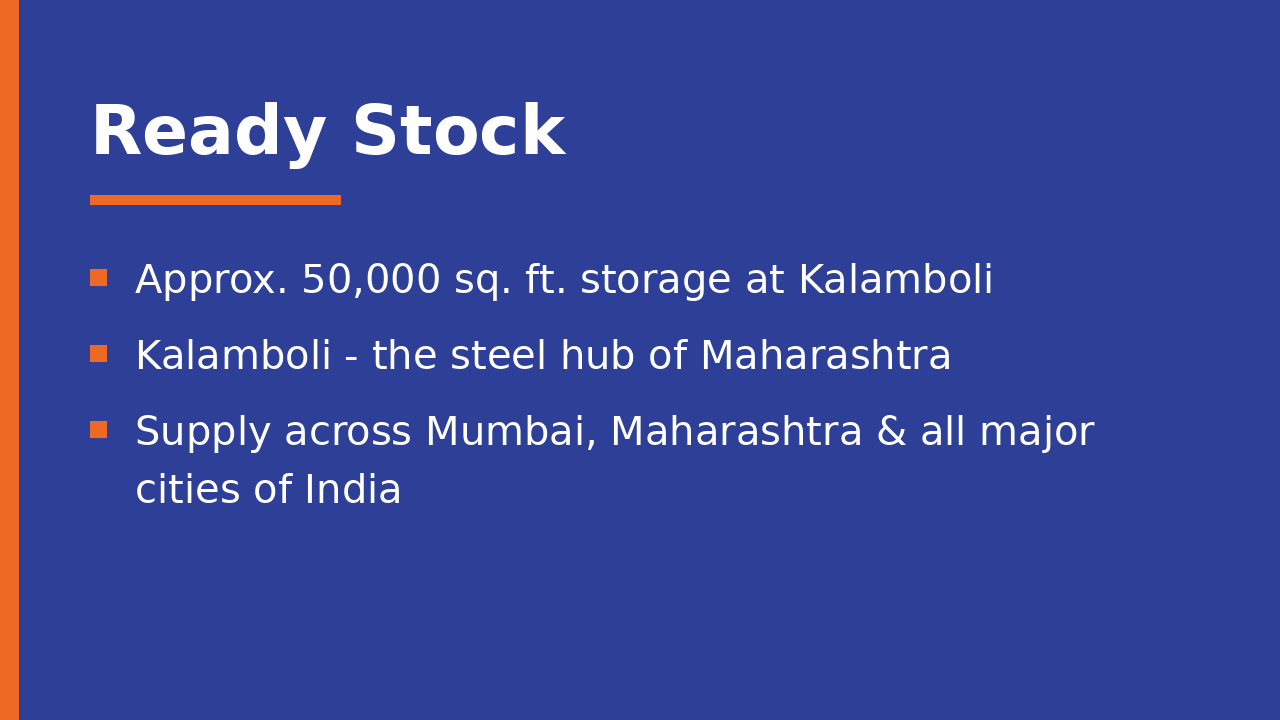 Ready Stock
Approx. 50,000 sq. ft. storage at Kalamboli
Kalamboli - the steel hub of Maharashtra
Supply across Mumbai, Maharashtra & all major
cities of India